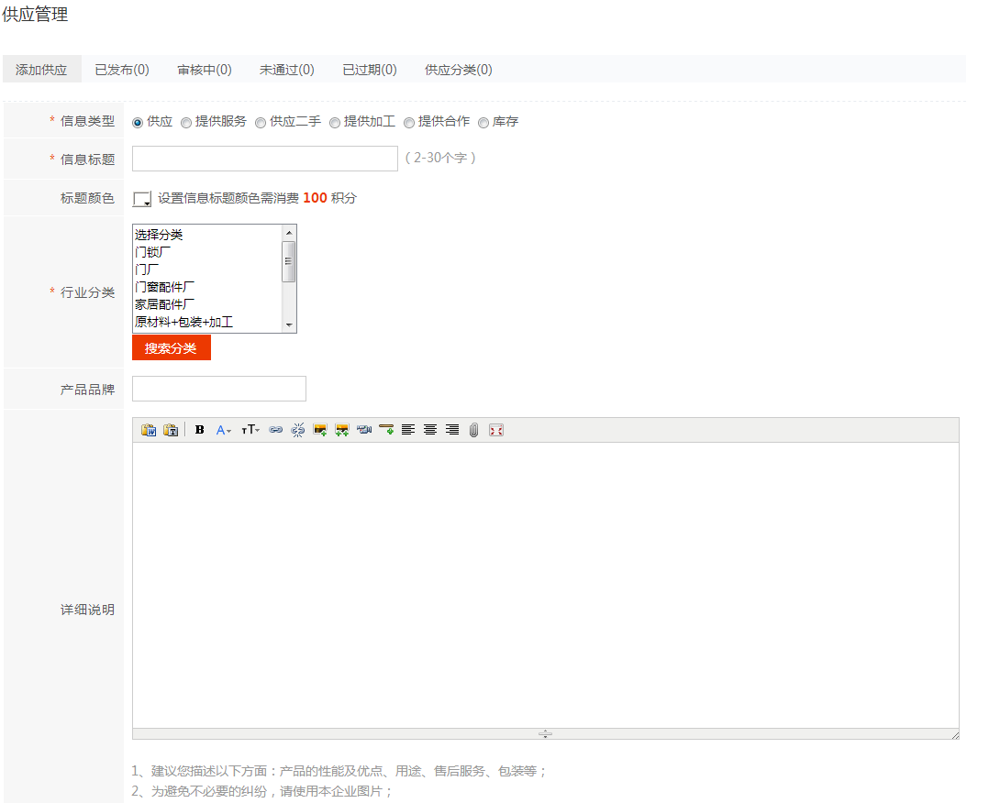 供应管理
添加供应 已发布(0) 审核中(0) 未通过(0) 已过期(0) 供应分类(0)
* 信息类型 供应 提供服务 供应二手 提供加工 提供合作 库存
* 信息标题 ( 2-30个字 )
标题颜色 设置信息标题颜色需消费 100 积分
选择分类
门锁厂
门厂
门窗配件厂
* 行业分类
家居配件厂
原材料+包装+加工
搜索分类
产品品牌
B A T T
详细说明
1、建议您描述以下方面：产品的性能及优点、用途、售后服务、包装等；
2、为避免不必要的纠纷，请使用本企业图片；